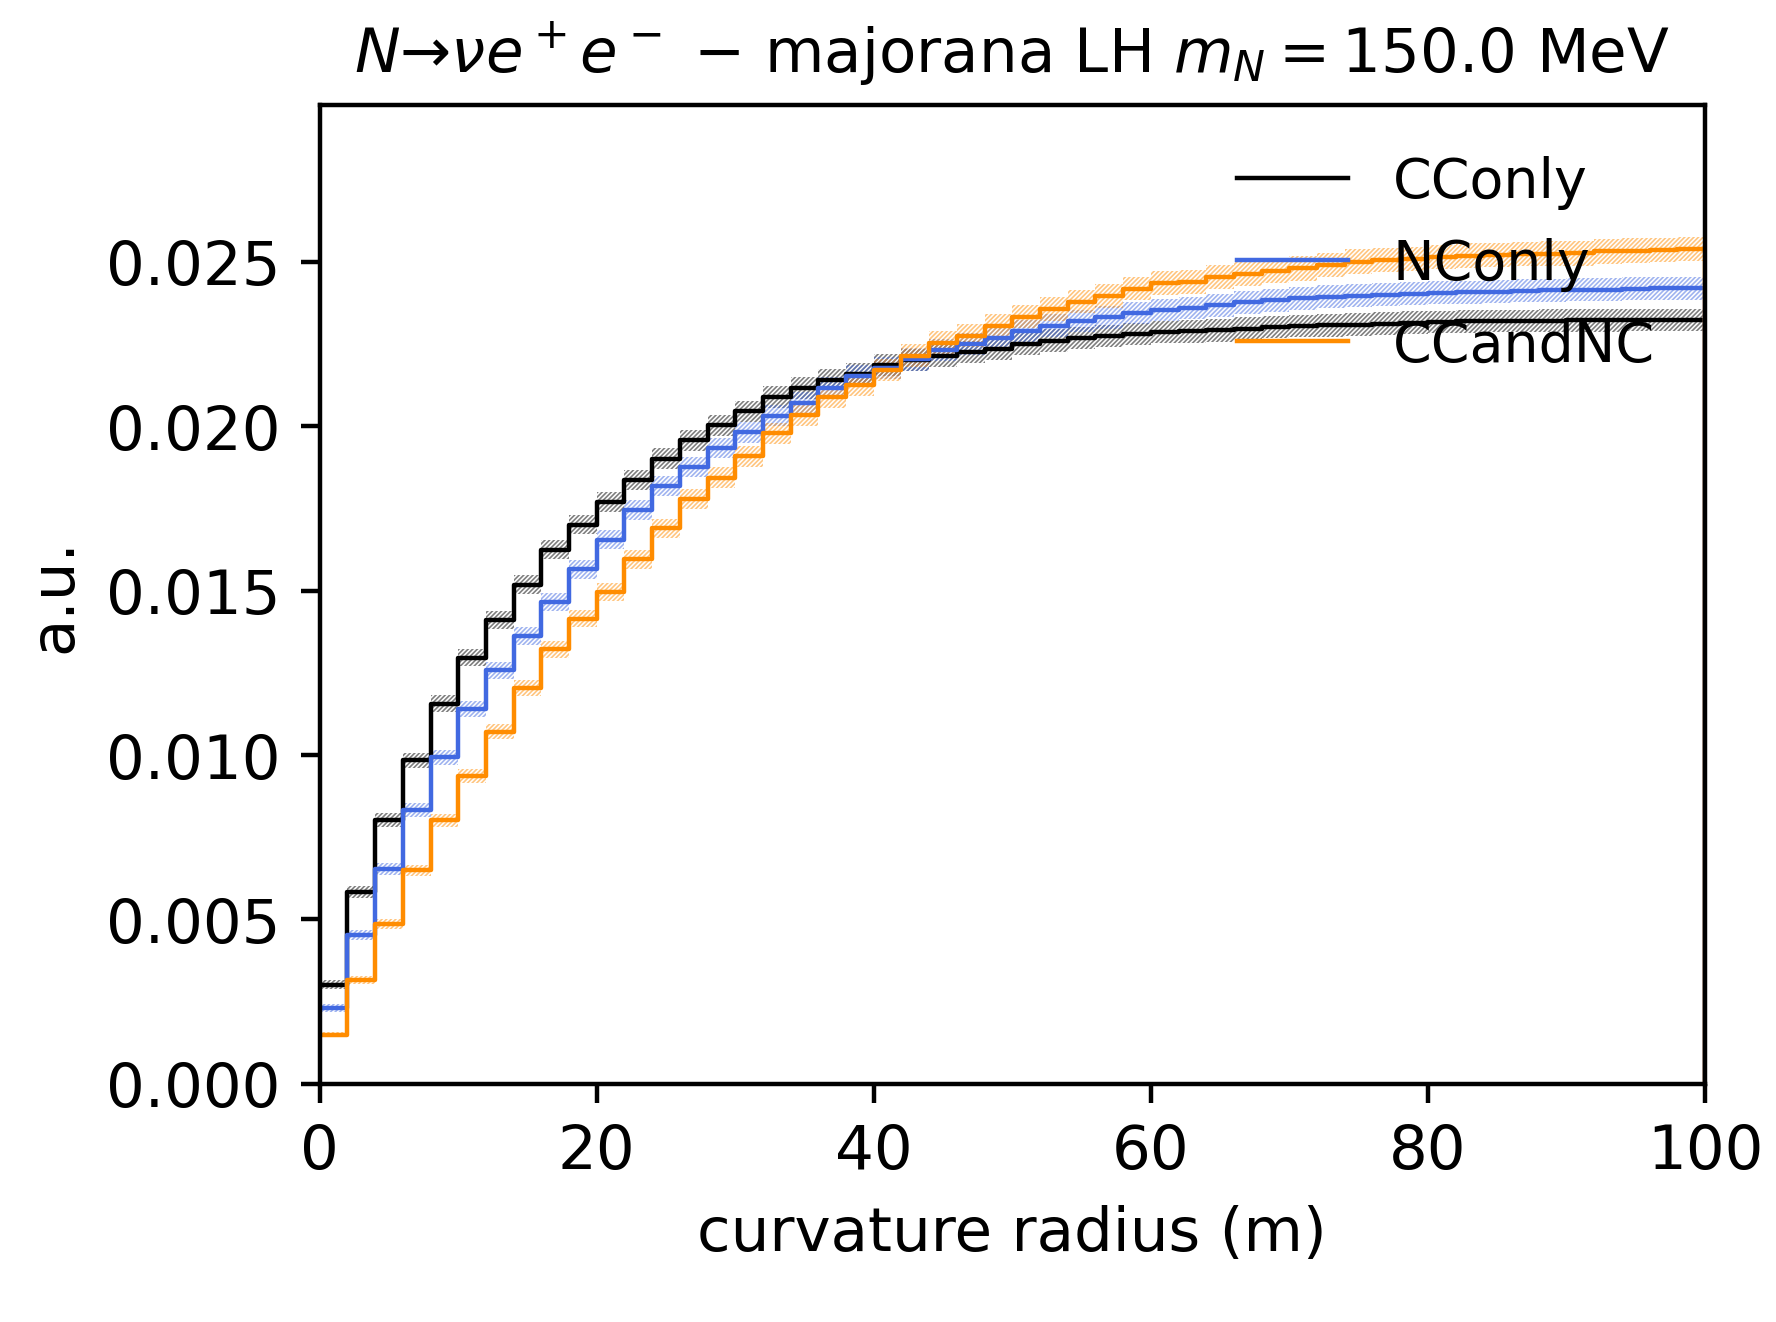 N→νe⁺e⁻ − majorana LH m_N = 150.0 MeV
CConly
NConly
CCandNC
a.u.
0.025
0.020
0.015
0.010
0.005
0.000
0 20 40 60 80 100
curvature radius (m)